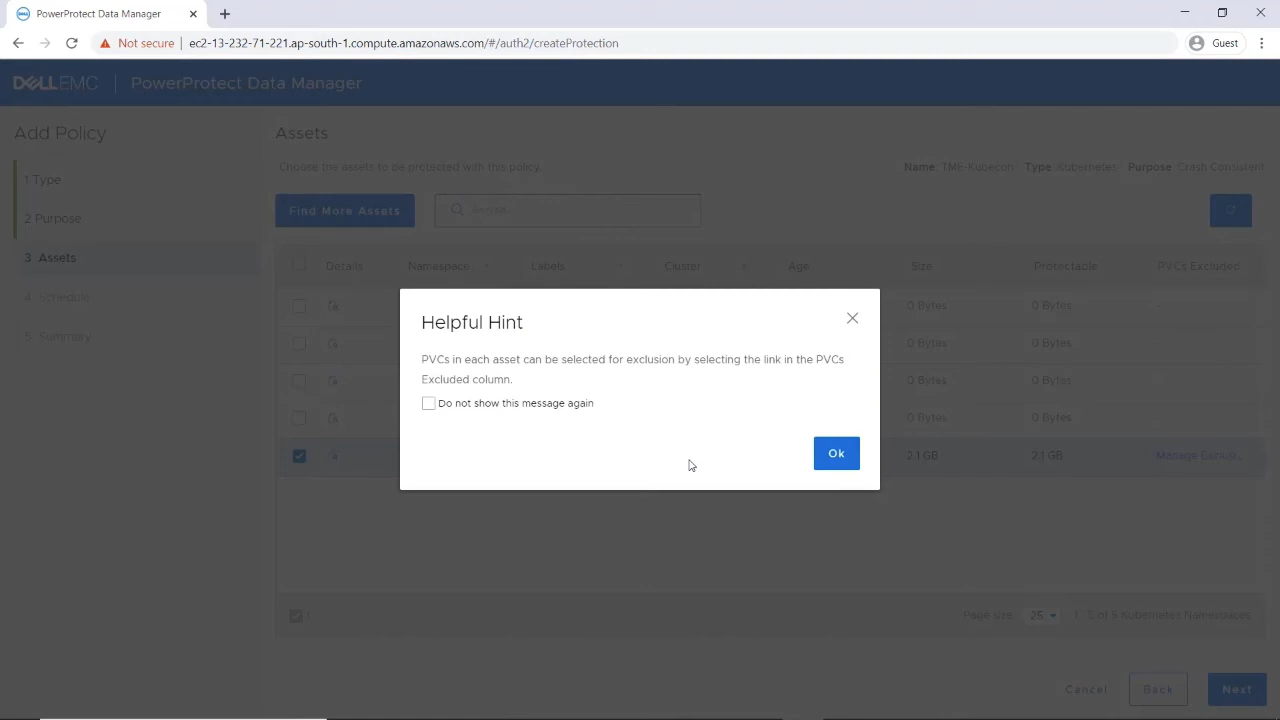 PowerProtect Data Manager
Not secure | ec2-13-232-71-221.ap-south-1.compute.amazonaws.com/#/auth2/createProtection
Guest
DELLEMC | PowerProtect Data Manager
Add Policy
1 Type
2 Purpose
3 Assets
4 Schedule
5 Summary
Assets
Choose the assets to be protected with this policy.
Name: TME-Kubecon Type: Kubernetes Purpose: Crash Consistent
Find More Assets
Search
Details Namespace Labels Cluster Age Size Protectable PVCs Excluded
0 Bytes 0 Bytes -
0 Bytes 0 Bytes
0 Bytes 0 Bytes
0 Bytes 0 Bytes
2.1 GB 2.1 GB Manage Exclusi...
Helpful Hint
PVCs in each asset can be selected for exclusion by selecting the link in the PVCs
Excluded column.
Do not show this message again
Ok
Page size 25 of 5 Kubernetes Namespaces
Cancel Back Next